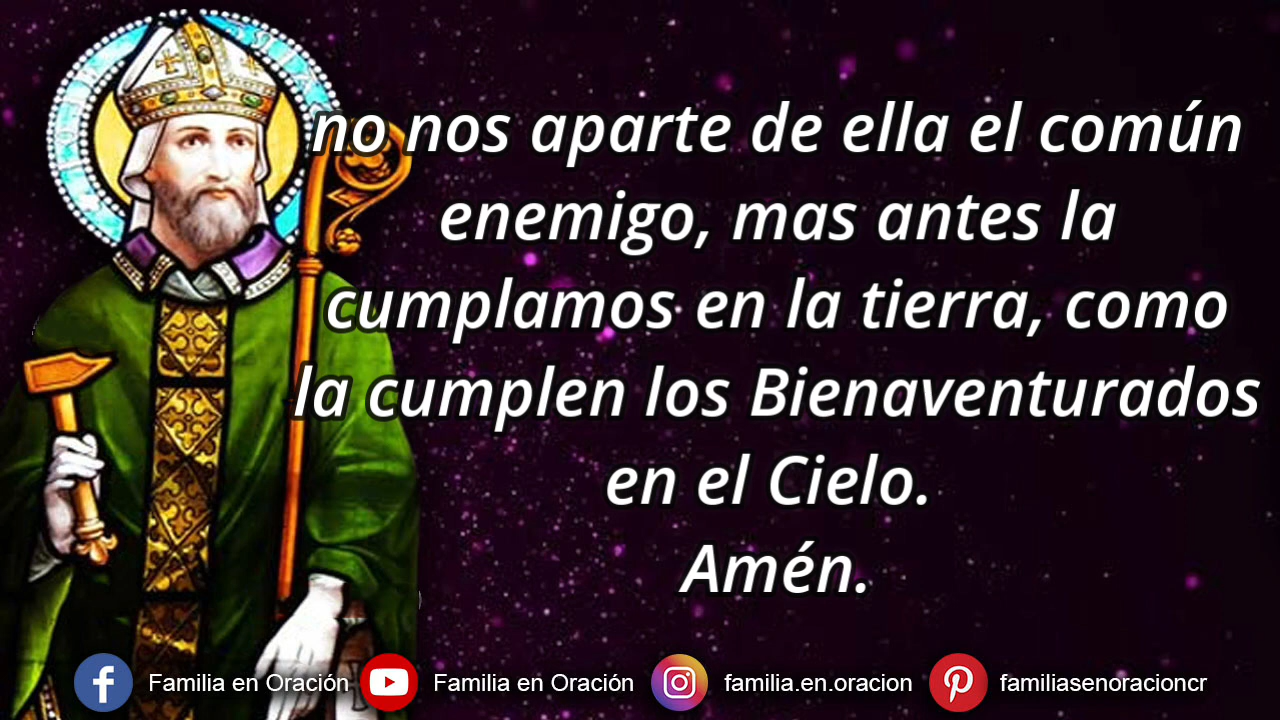 no nos aparte de ella el común
enemigo, mas antes la
cumplamos en la tierra, como
la cumplen los Bienaventurados
en el Cielo.
Amén.
Familia en Oración Familia en Oración familia.en.oracion familiasenoracioncr